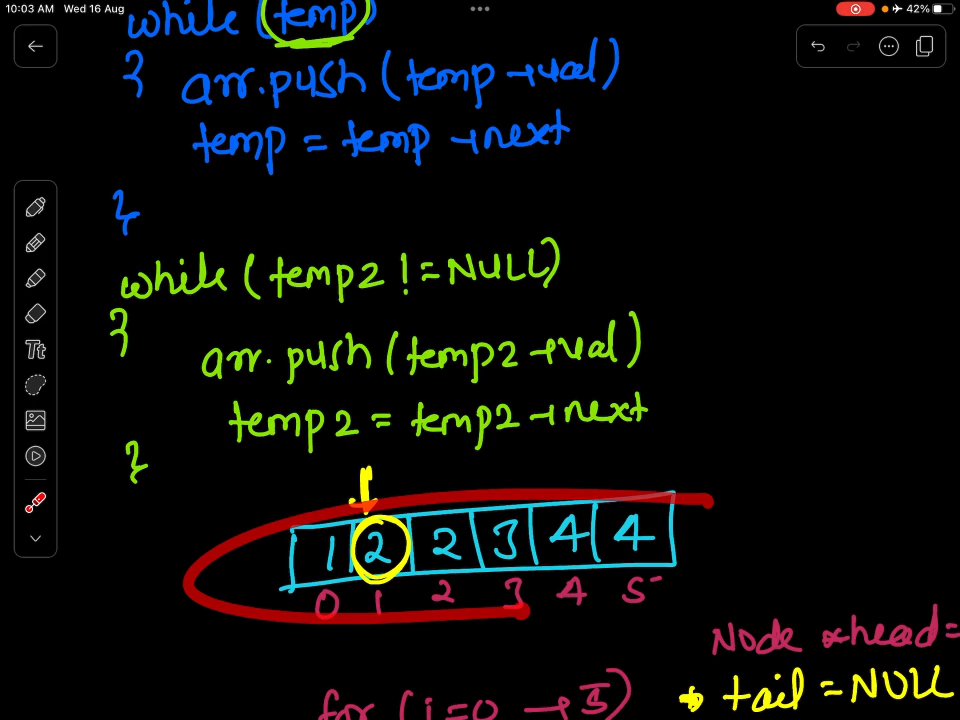 10:03 AM Wed 16 Aug
42%
while (temp)
{ arr.push (temp→val)
temp = temp →next
}
while (temp2 != NULL)
{
arr.push (temp2→val)
temp2 = temp2→next
}
Tt
1 2 2 3 4 4
0 1 2 3 4 5
Node *head=
→ tail = NULL
for (i=0 → 5)